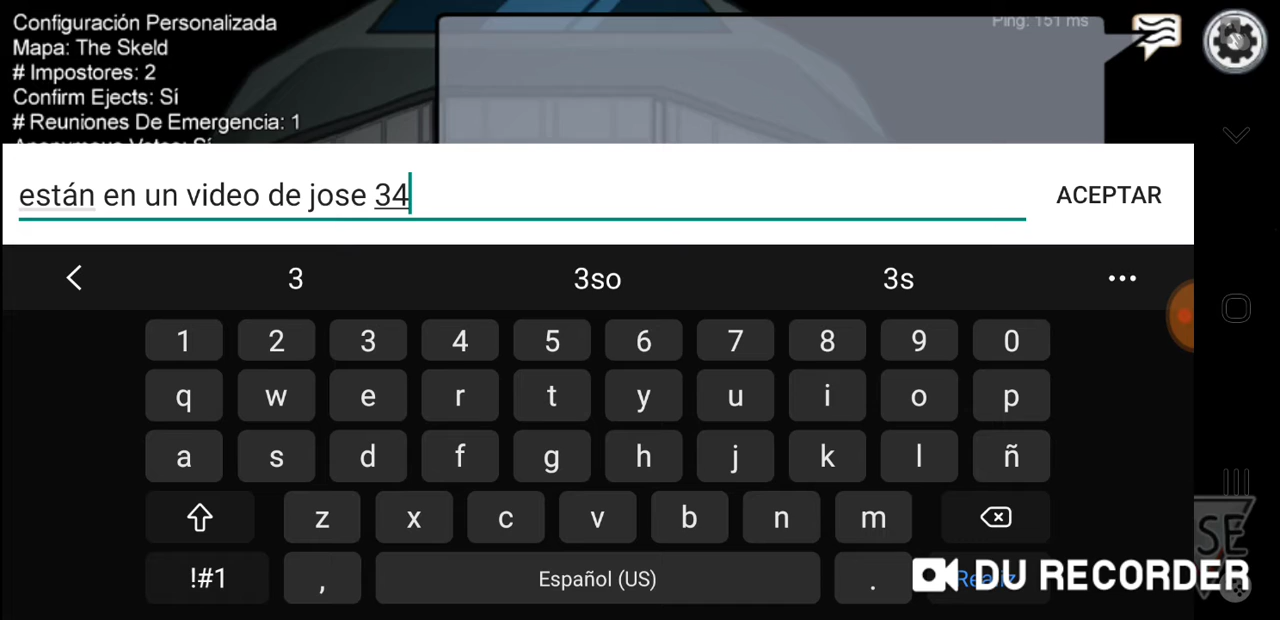 Configuración Personalizada
Ping: 151 ms
Mapa: The Skeld
# Impostores: 2
Confirm Ejects: Sí
# Reuniones De Emergencia: 1
están en un video de jose 34
ACEPTAR
3 3so 3s
1 2 3 4 5 6 7 8 9 0
q w e r t y u i o p
a s d f g h j k l ñ
z x c v b n m
!#1 , Español (US) .
DU RECORDER
SE